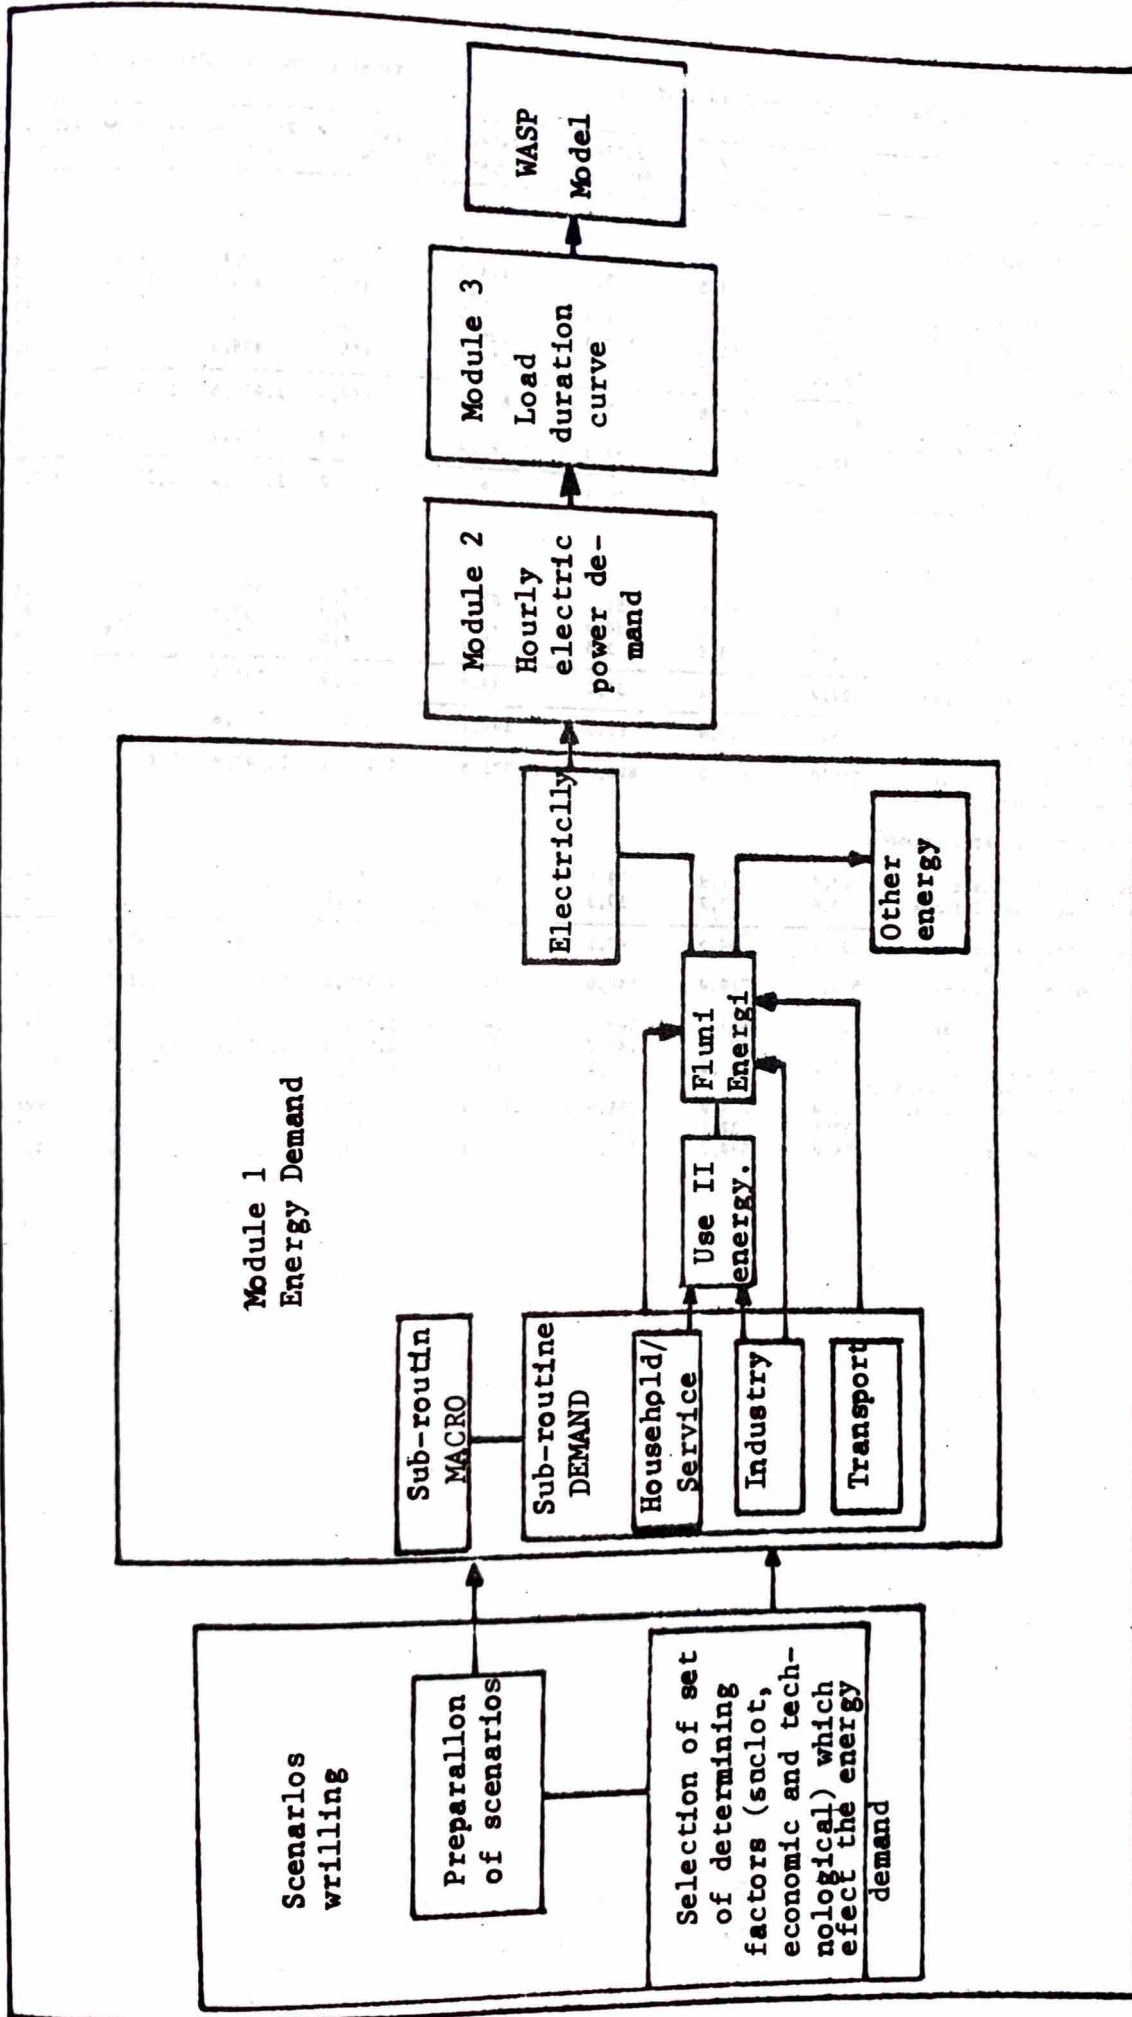 Scenarlos
wrilling
Preparallon
of scenarios
Selection of set
of determining
factors (suclot,
economic and tech-
nological) which
efect the energy
demand
Module 1
Energy Demand
Sub-routin
MACRO
Sub-routine
DEMAND
Househpld/
Service
Industry
Transport
Use II
energy.
Fluni
Energi
Electriclly
Other
energy
Module 2
Hourly
electric
power de-
mand
Module 3
Load
duration
curve
WASP
Model